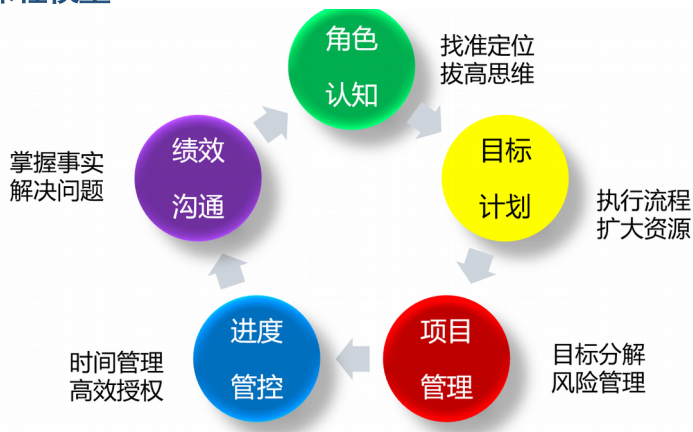 角色
认知
找准定位
拔高思维
目标
计划
执行流程
扩大资源
项目
管理
目标分解
风险管理
进度
管控
时间管理
高效授权
绩效
沟通
掌握事实
解决问题